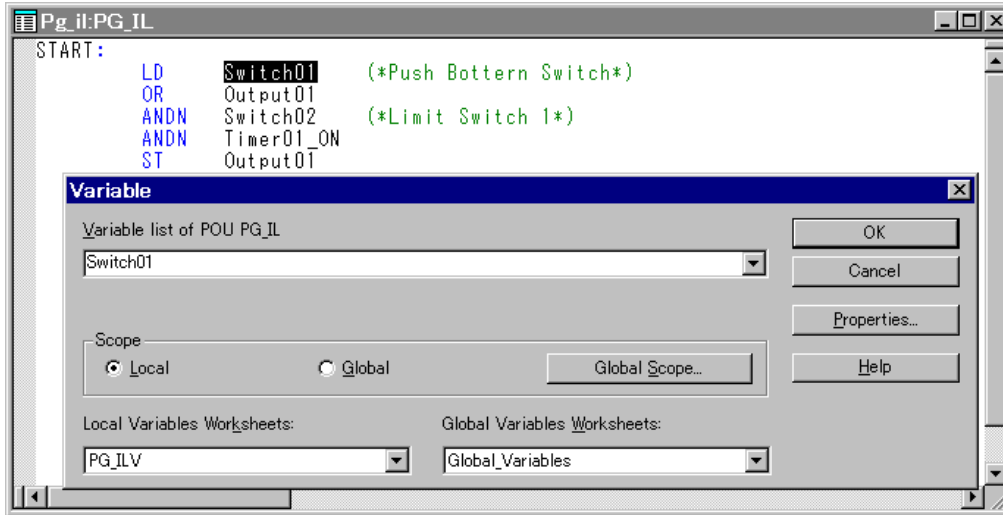 Pg_il:PG_IL
START:
LD Switch01 (*Push Bottern Switch*)
OR Output01
ANDN Switch02 (*Limit Switch 1*)
ANDN Timer01_ON
ST Output01
Variable
Variable list of POU PG_IL
OK
Switch01
Cancel
Properties...
Scope
Local Global Global Scope... Help
Local Variables Worksheets: Global Variables Worksheets:
PG_ILV Global_Variables